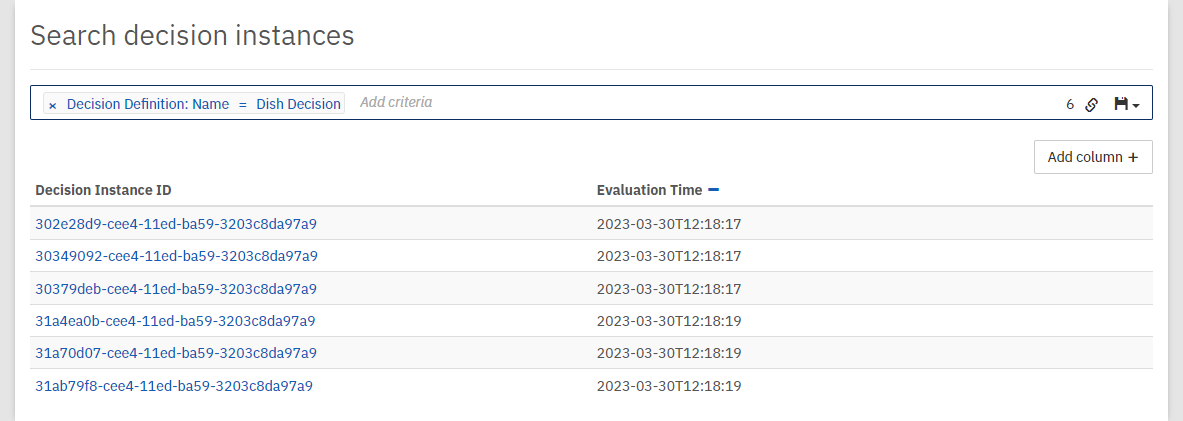 Search decision instances
× Decision Definition: Name = Dish Decision Add criteria 6
Add column +
Decision Instance ID Evaluation Time
302e28d9-cee4-11ed-ba59-3203c8da97a9 2023-03-30T12:18:17
30349092-cee4-11ed-ba59-3203c8da97a9 2023-03-30T12:18:17
30379deb-cee4-11ed-ba59-3203c8da97a9 2023-03-30T12:18:17
31a4ea0b-cee4-11ed-ba59-3203c8da97a9 2023-03-30T12:18:19
31a70d07-cee4-11ed-ba59-3203c8da97a9 2023-03-30T12:18:19
31ab79f8-cee4-11ed-ba59-3203c8da97a9 2023-03-30T12:18:19